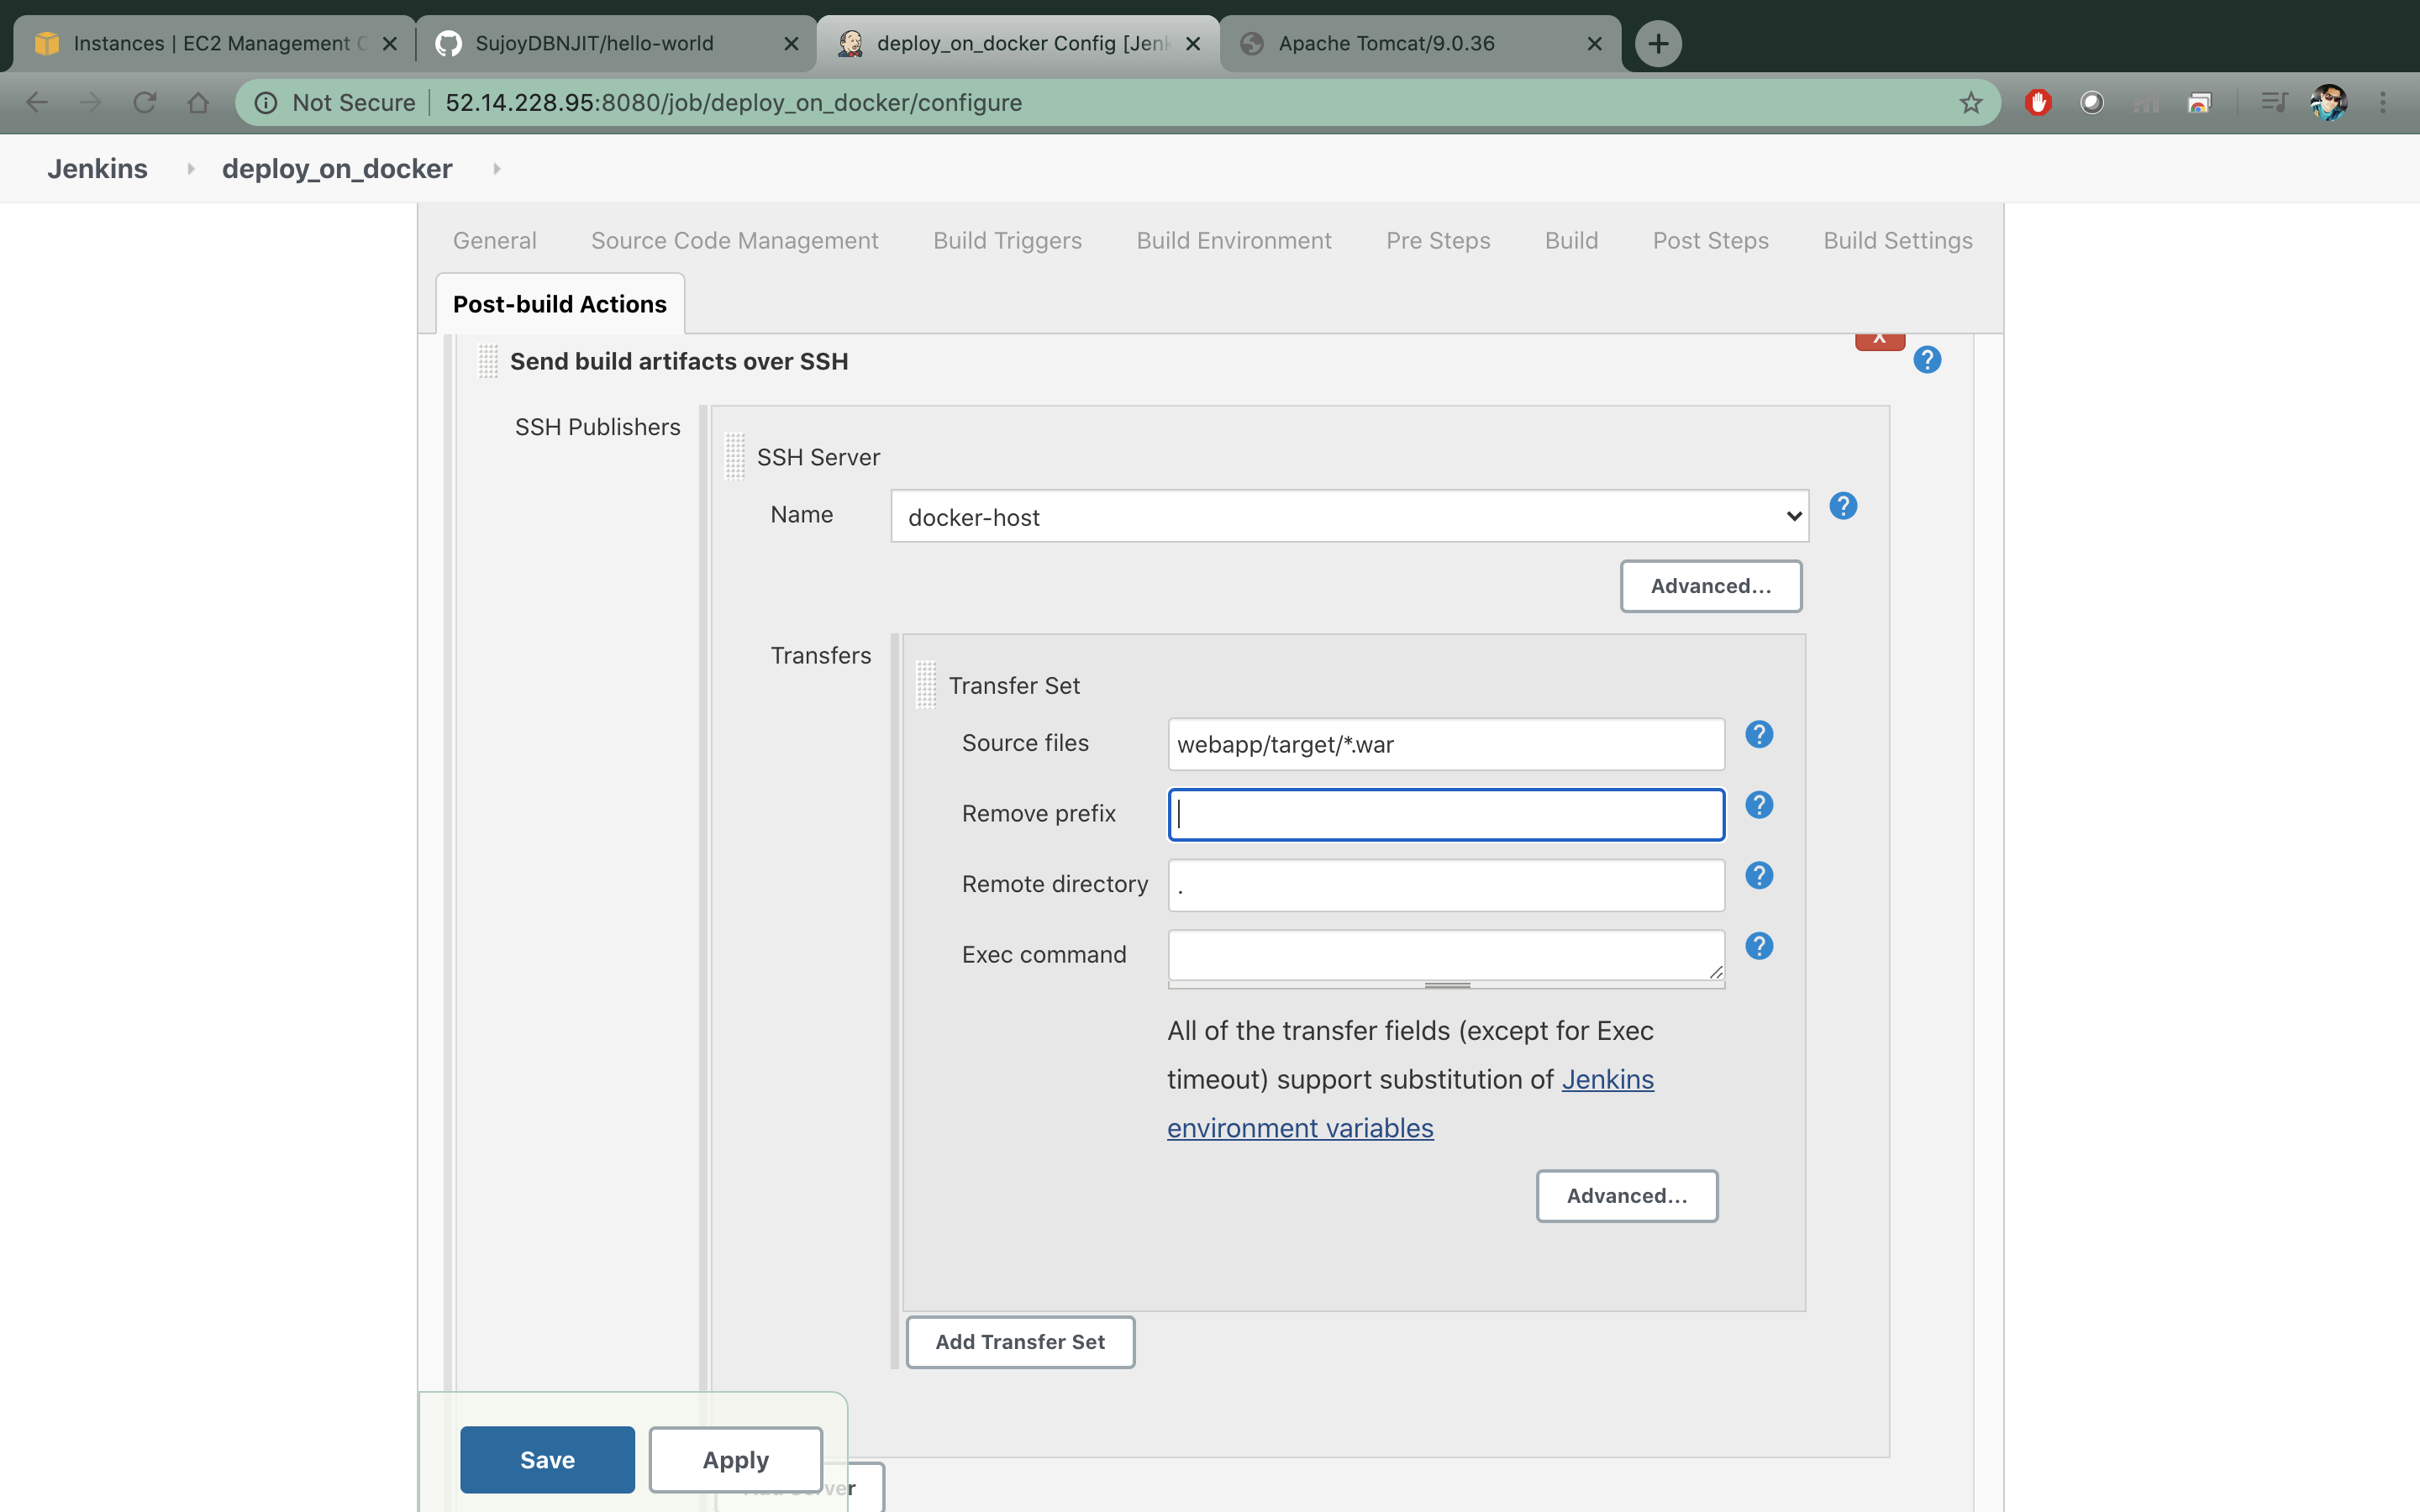 Instances | EC2 Management C
SujoyDBNJIT/hello-world
deploy_on_docker Config [Jenk
Apache Tomcat/9.0.36
Not Secure
52.14.228.95:8080/job/deploy_on_docker/configure
Jenkins
deploy_on_docker
General
Source Code Management
Build Triggers
Build Environment
Pre Steps
Build
Post Steps
Build Settings
Post-build Actions
X
Send build artifacts over SSH
?
SSH Publishers
SSH Server
Name
docker-host
?
Advanced...
Transfers
Transfer Set
Source files
webapp/target/*.war
?
Remove prefix
?
Remote directory
.
?
Exec command
?
All of the transfer fields (except for Exec
timeout) support substitution of Jenkins
environment variables
Advanced...
Add Transfer Set
Save
Apply